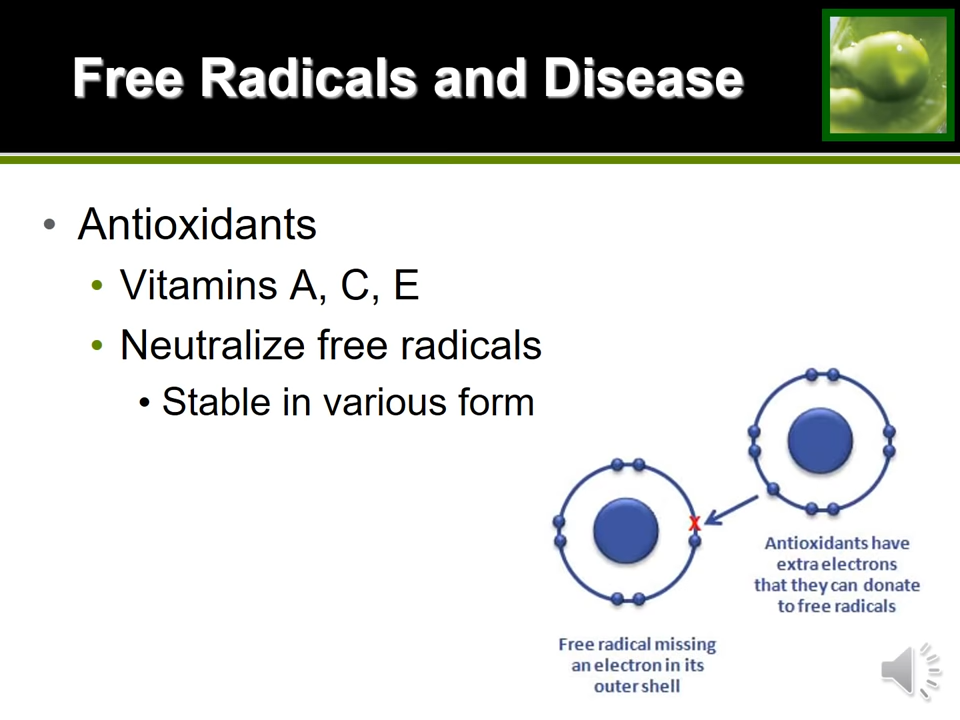 Free Radicals and Disease
• Antioxidants
• Vitamins A, C, E
• Neutralize free radicals
• Stable in various form
X
Antioxidants have
extra electrons
that they can donate
to free radicals
Free radical missing
an electron in its
outer shell